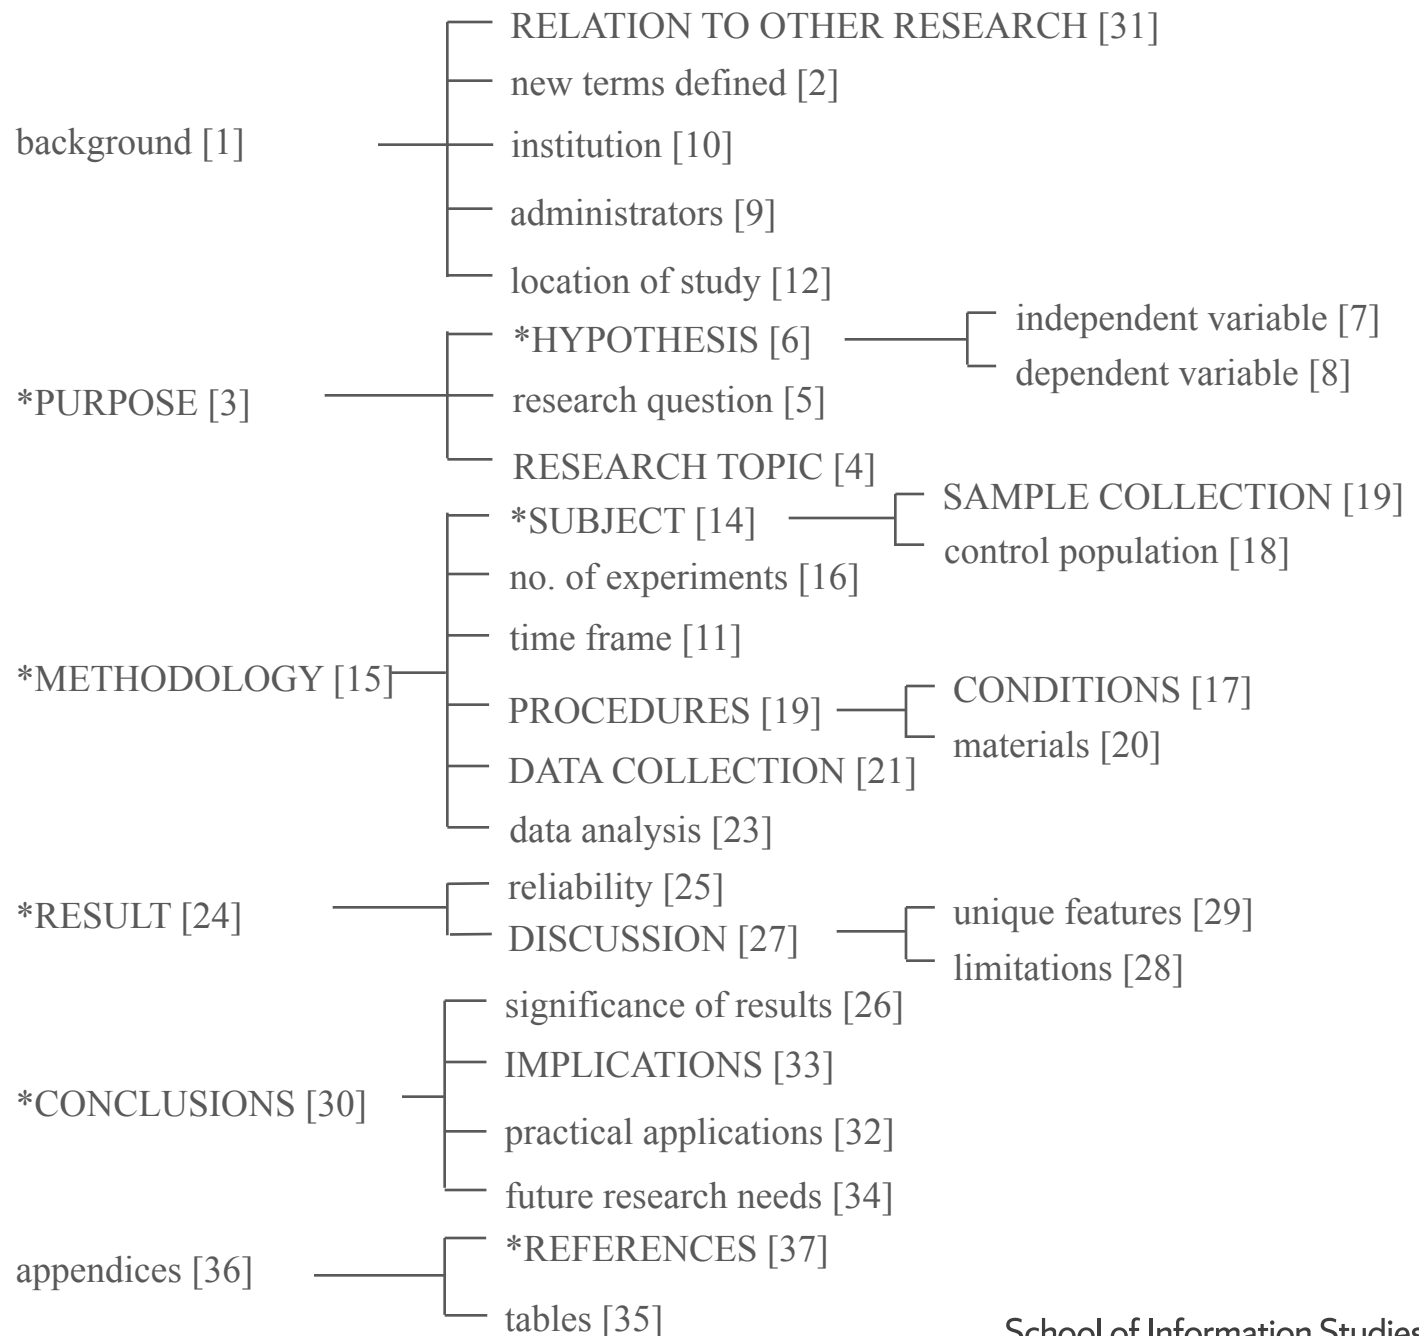 RELATION TO OTHER RESEARCH [31]
new terms defined [2]
background [1]
institution [10]
administrators [9]
location of study [12]
*HYPOTHESIS [6]
independent variable [7]
dependent variable [8]
*PURPOSE [3]
research question [5]
RESEARCH TOPIC [4]
*SUBJECT [14]
SAMPLE COLLECTION [19]
control population [18]
no. of experiments [16]
time frame [11]
*METHODOLOGY [15]
PROCEDURES [19]
CONDITIONS [17]
materials [20]
DATA COLLECTION [21]
data analysis [23]
reliability [25]
*RESULT [24]
DISCUSSION [27]
unique features [29]
limitations [28]
significance of results [26]
IMPLICATIONS [33]
*CONCLUSIONS [30]
practical applications [32]
future research needs [34]
*REFERENCES [37]
appendices [36]
tables [35]
School of Information Studies